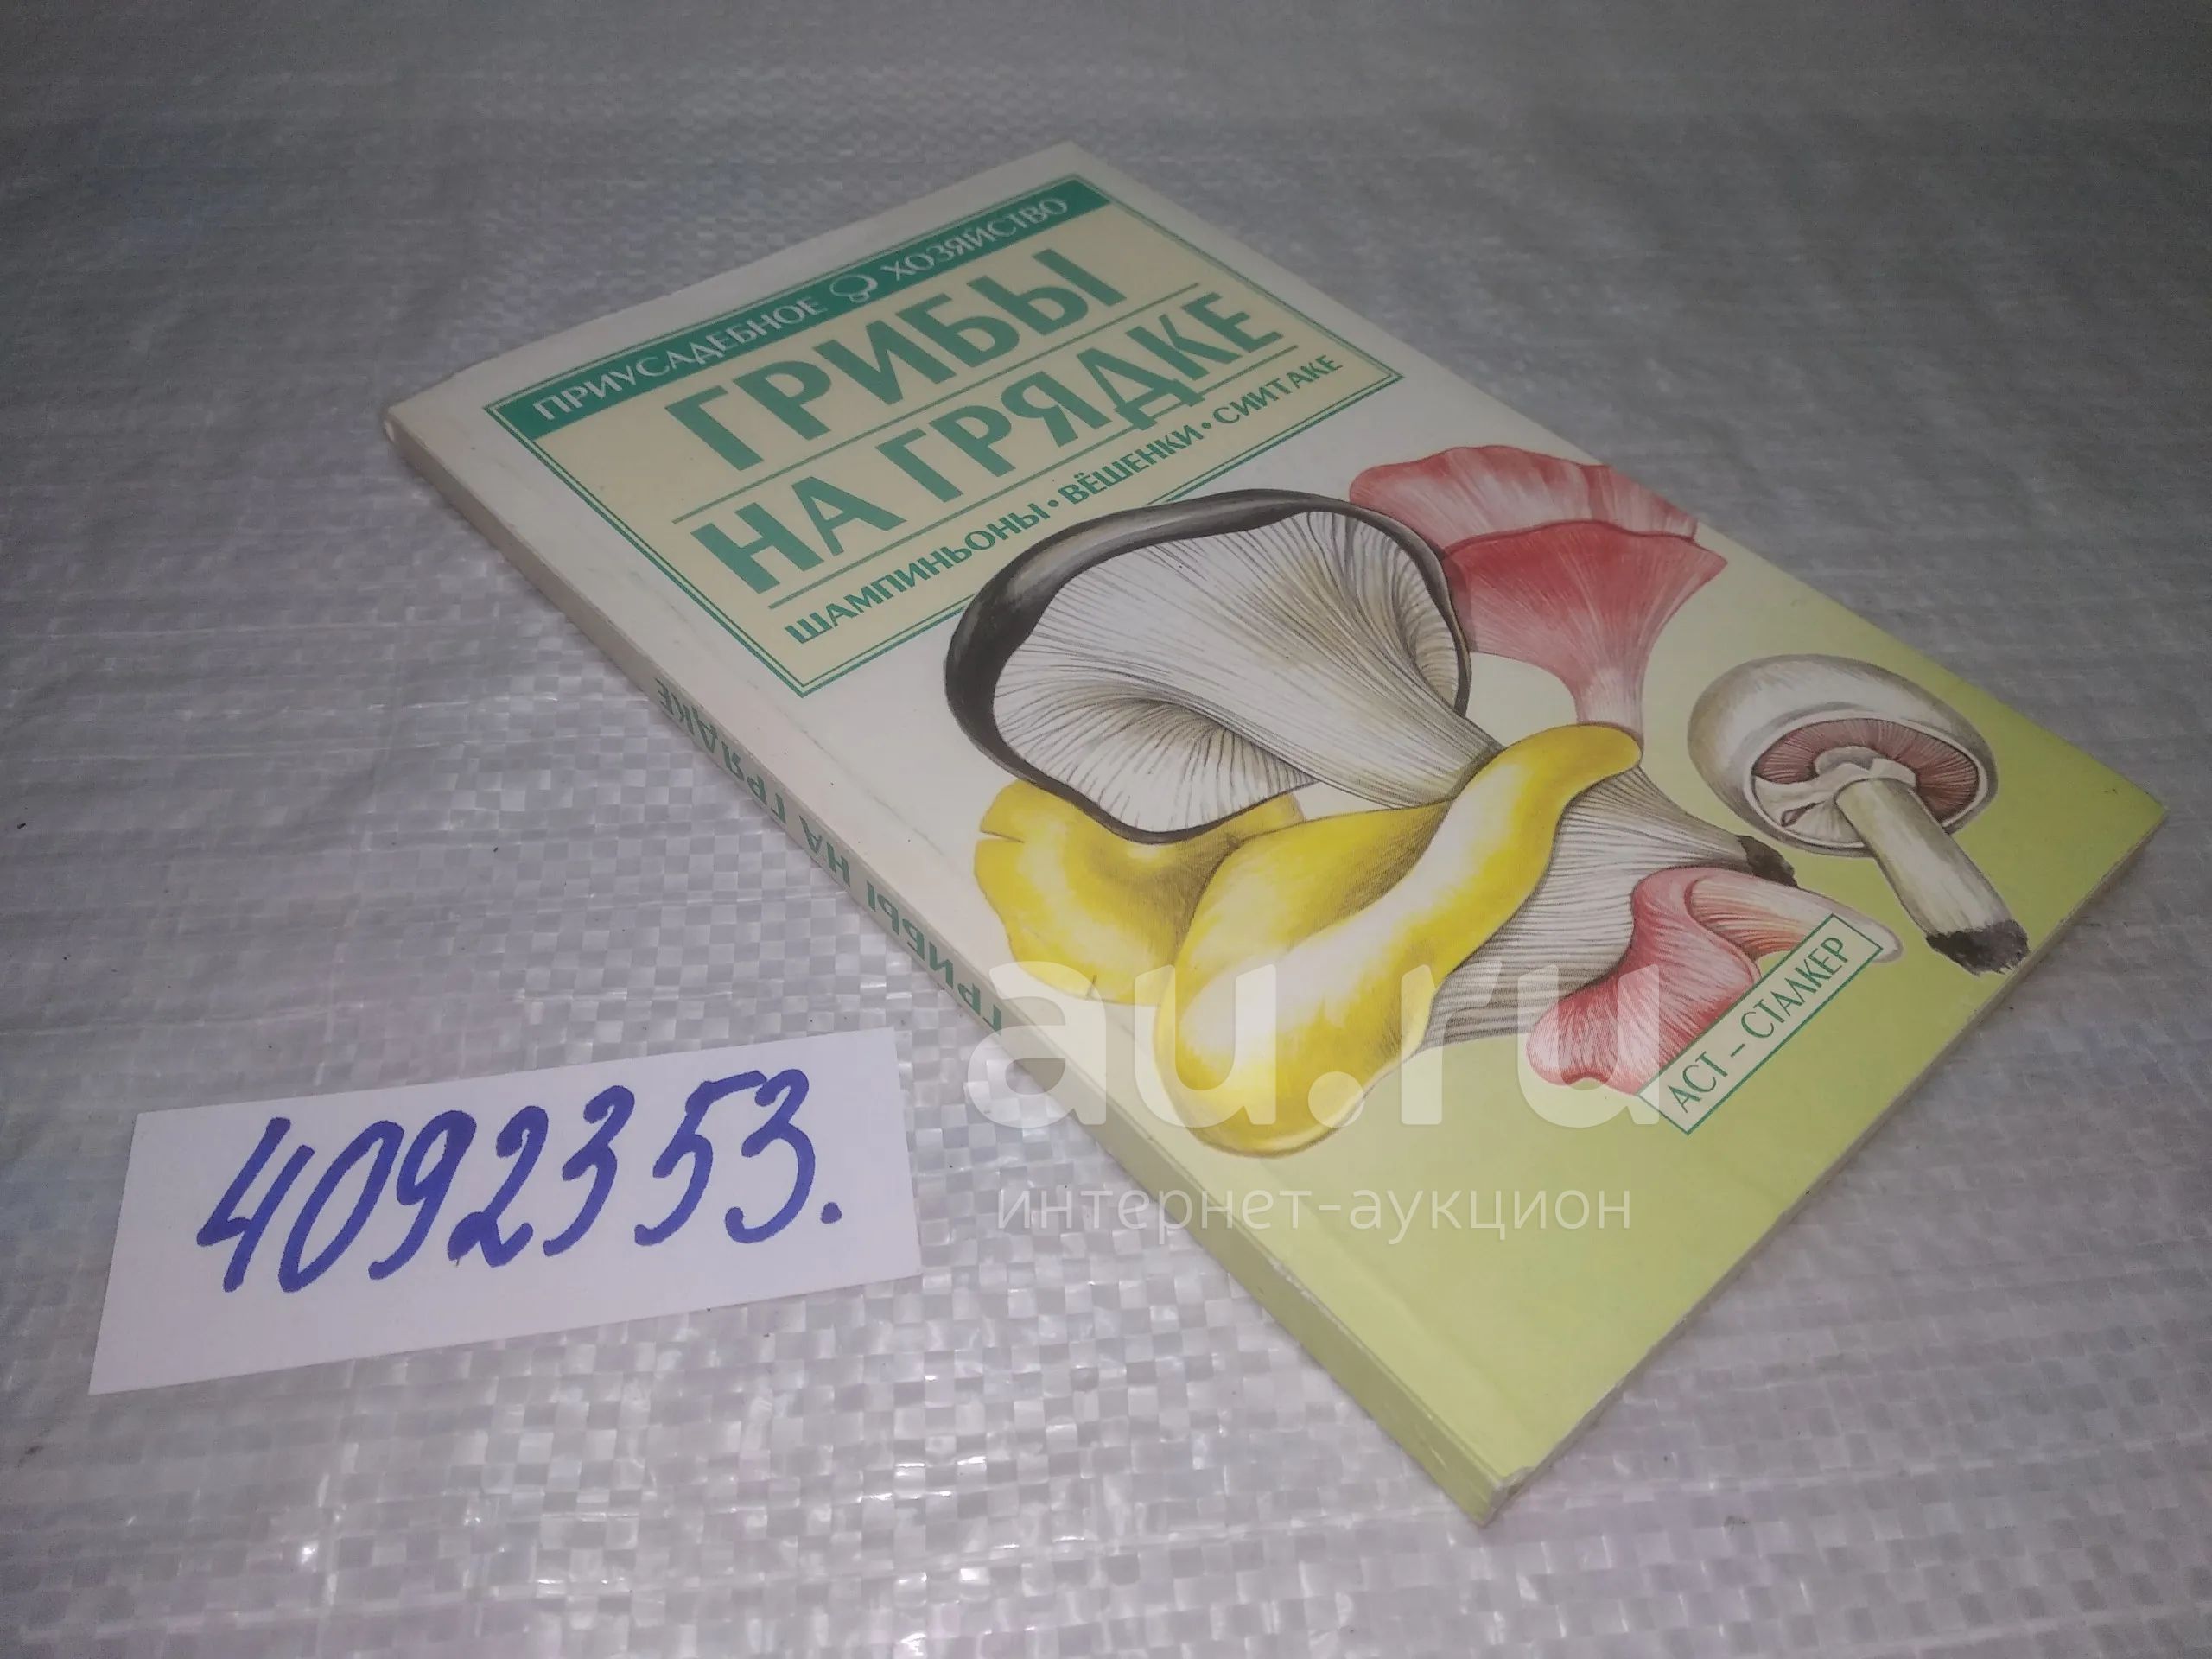 ПРИУСАДЕБНОЕ ХОЗЯЙСТВО
ГРИБЫ
НА ГРЯДКЕ
ШАМПИНЬОНЫ • ВЁШЕНКИ • СИИТАКЕ
АСТ – СТАЛКЕР
ГРИБЫ НА ГРЯДКЕ
4092353.
au.ru
интернет-аукцион